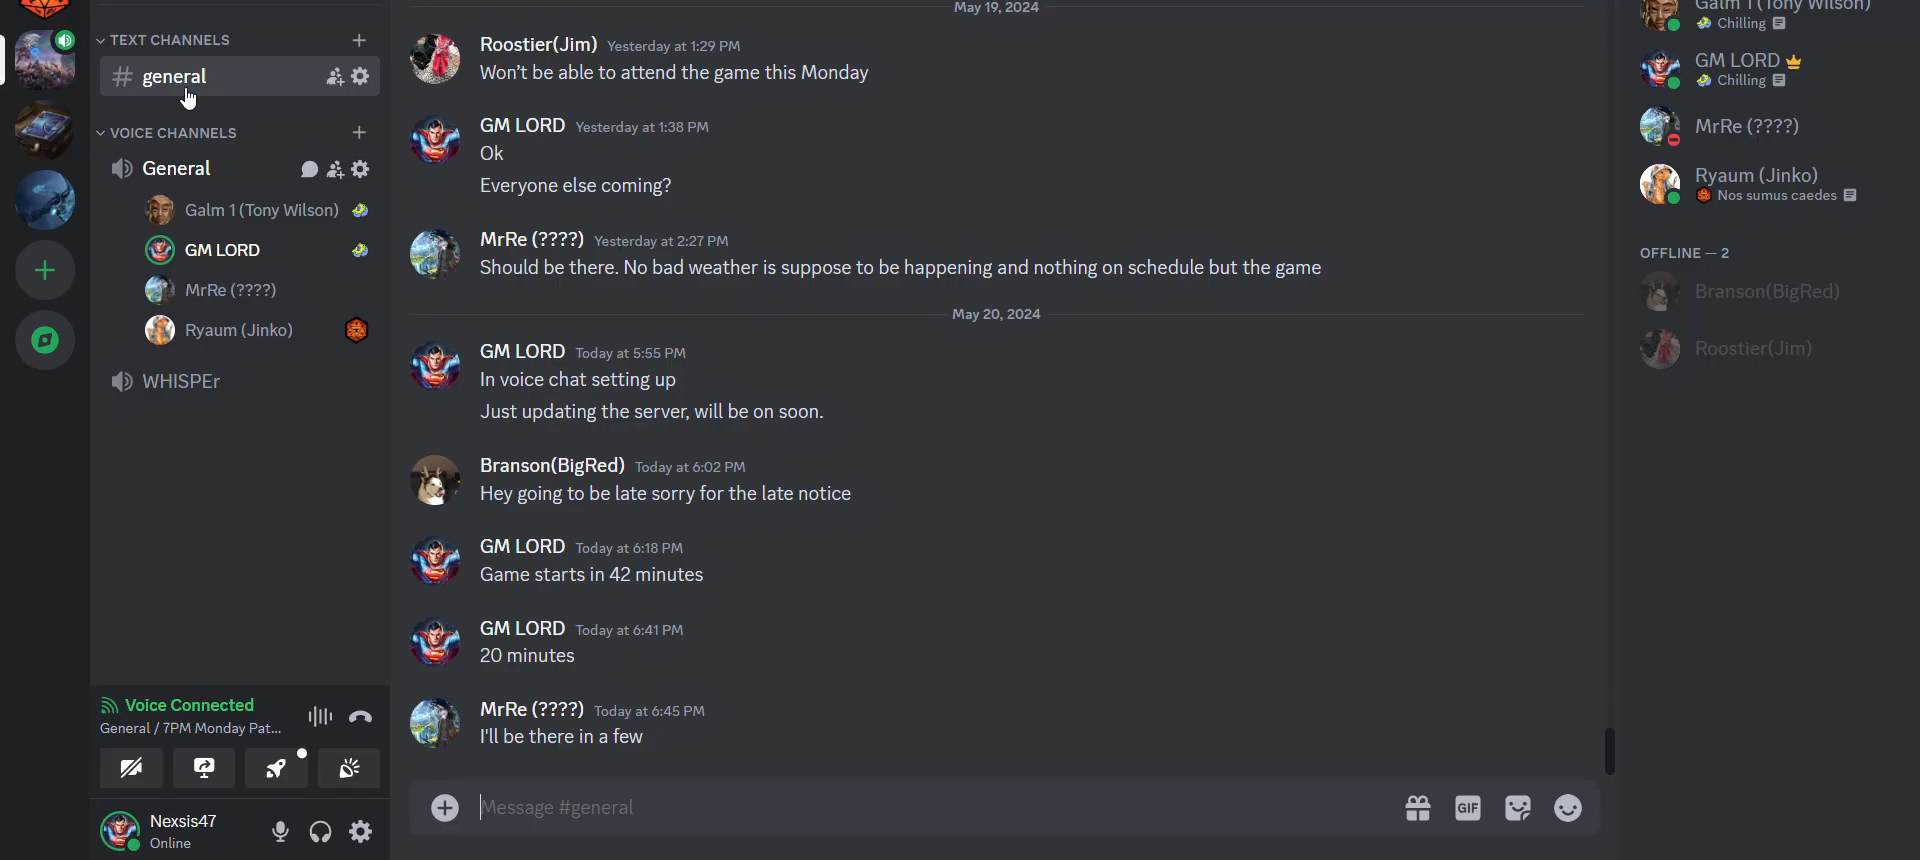 TEXT CHANNELS
general
VOICE CHANNELS
General
Galm 1 (Tony Wilson)
GM LORD
MrRe (????)
Ryaum (Jinko)
WHISPEr
Voice Connected
General / 7PM Monday Pat...
Nexsis47
Online
May 19, 2024
Roostier(Jim) Yesterday at 1:29 PM
Won't be able to attend the game this Monday
GM LORD Yesterday at 1:38 PM
Ok
Everyone else coming?
MrRe (????) Yesterday at 2:27 PM
Should be there. No bad weather is suppose to be happening and nothing on schedule but the game
May 20, 2024
GM LORD Today at 5:55 PM
In voice chat setting up
Just updating the server, will be on soon.
Branson(BigRed) Today at 6:02 PM
Hey going to be late sorry for the late notice
GM LORD Today at 6:18 PM
Game starts in 42 minutes
GM LORD Today at 6:41 PM
20 minutes
MrRe (????) Today at 6:45 PM
I'll be there in a few
Message #general
GIF
Galm 1 (Tony Wilson)
Chilling
GM LORD
Chilling
MrRe (????)
Ryaum (Jinko)
Nos sumus caedes
OFFLINE — 2
Branson(BigRed)
Roostier(Jim)